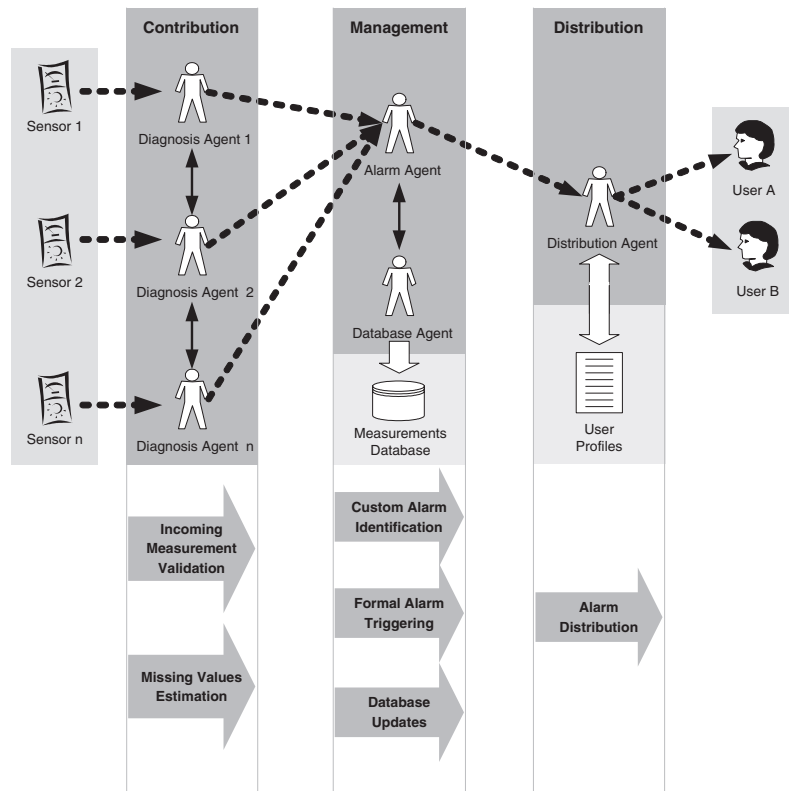 Contribution
Management
Distribution
Sensor 1
Diagnosis Agent 1
Alarm Agent
User A
Distribution Agent
Sensor 2
Diagnosis Agent 2
User B
Database Agent
Sensor n
Diagnosis Agent n
Measurements
Database
User
Profiles
Incoming
Measurement
Validation
Missing Values
Estimation
Custom Alarm
Identification
Formal Alarm
Triggering
Database
Updates
Alarm
Distribution